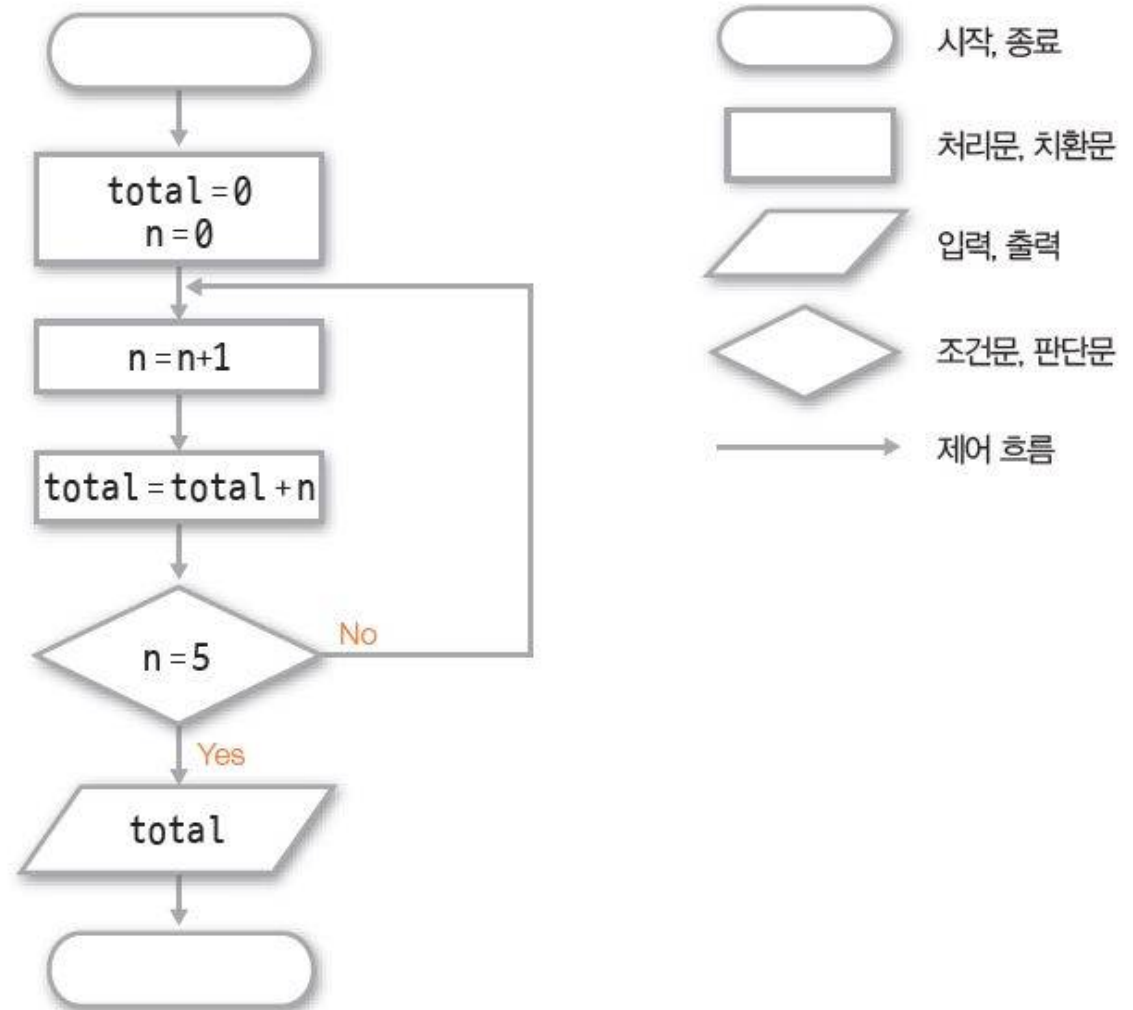 total=0
n=0
n=n+1
total=total+n
n=5
No
Yes
total
시작, 종료
처리문, 치환문
입력, 출력
조건문, 판단문
제어 흐름